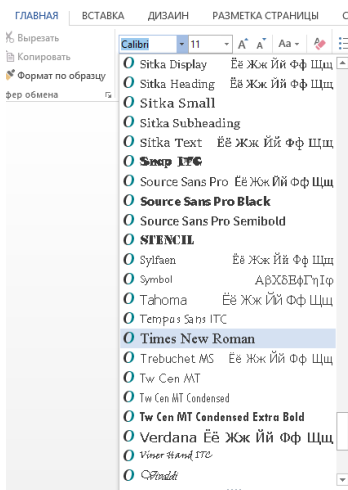 ГЛАВНАЯ ВСТАВКА ДИЗАЙН РАЗМЕТКА СТРАНИЦЫ
Вырезать
Копировать
Формат по образцу
фер обмена
Calibri 11 Aa
Sitka Display Ёё Жж Йй Фф Щщ
Sitka Heading Ёё Жж Йй Фф Щщ
Sitka Small
Sitka Subheading
Sitka Text Ёё Жж Йй Фф Щщ
Snap ITC
Source Sans Pro Ёё Жж Йй Фф Щщ
Source Sans Pro Black
Source Sans Pro Semibold
STENCIL
Sylfaen Ёё Жж Йй Фф Щщ
Symbol ΑβΧδΕϕΓηΙφ
Tahoma Ёё Жж Йй Фф Щщ
Tempus Sans ITC
Times New Roman
Trebuchet MS Ёё Жж Йй Фф Щщ
Tw Cen MT
Tw Cen MT Condensed
Tw Cen MT Condensed Extra Bold
Verdana Ёё Жж Йй Фф Щщ
Viner Hand ITC
Vivaldi